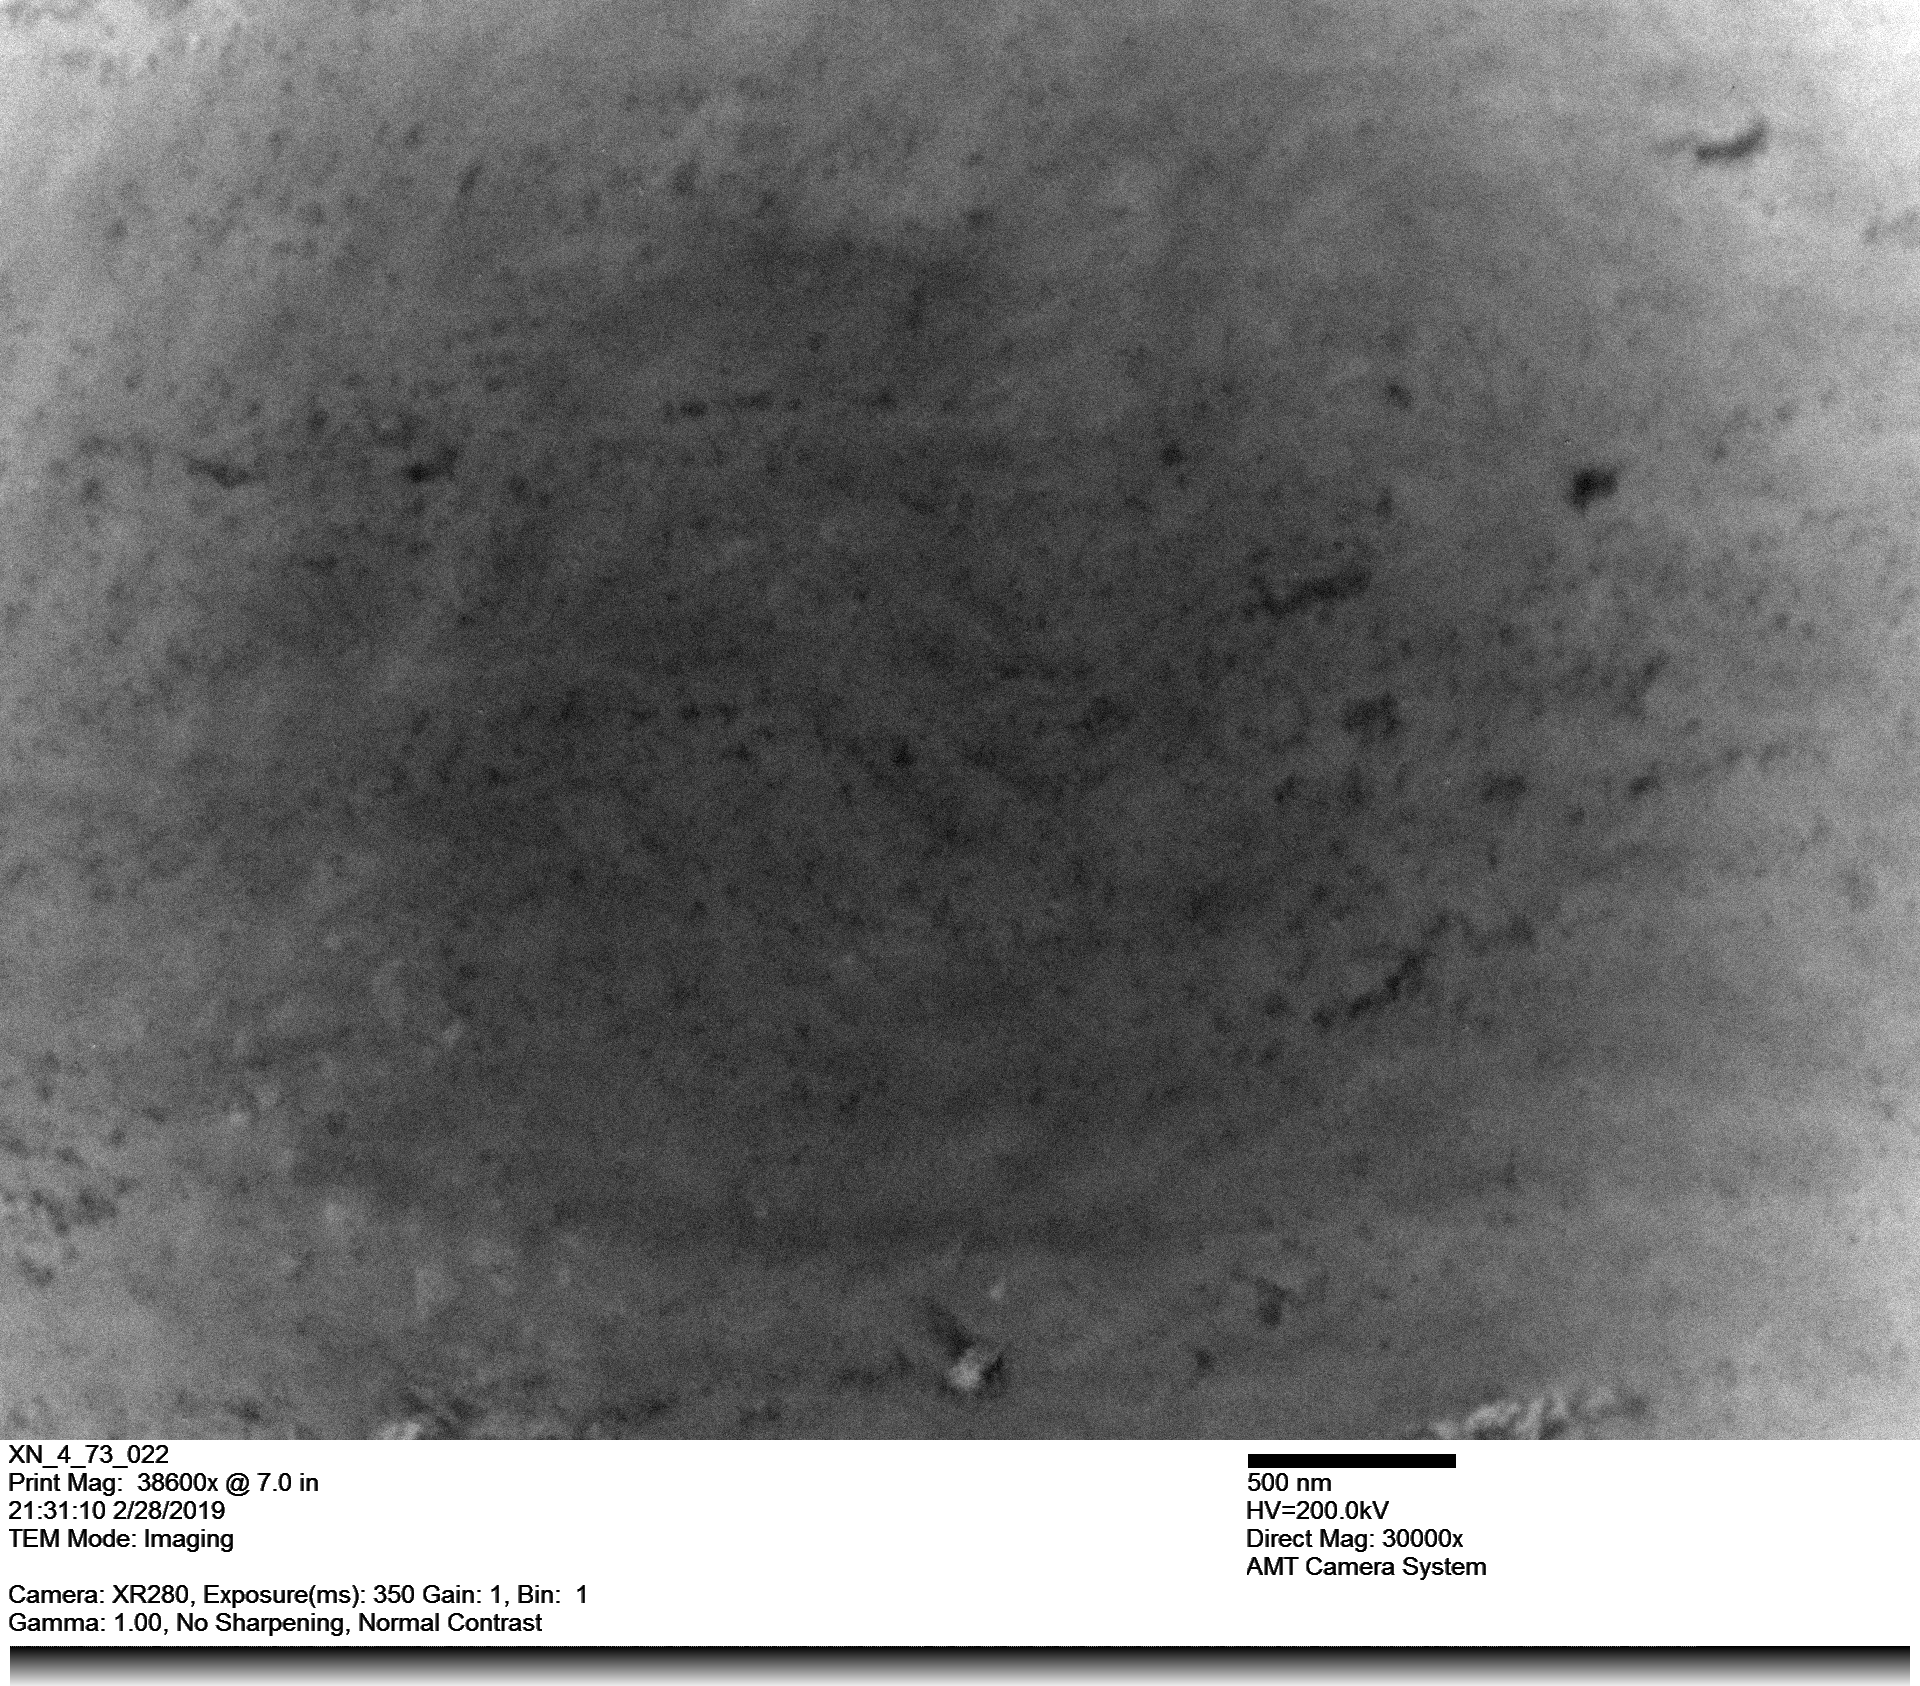 XN_4_73_022
Print Mag:  38600x @ 7.0 in
21:31:10 2/28/2019
TEM Mode: Imaging
Camera: XR280, Exposure(ms): 350 Gain: 1, Bin:  1
Gamma: 1.00, No Sharpening, Normal Contrast
500 nm
HV=200.0kV
Direct Mag: 30000x
AMT Camera System